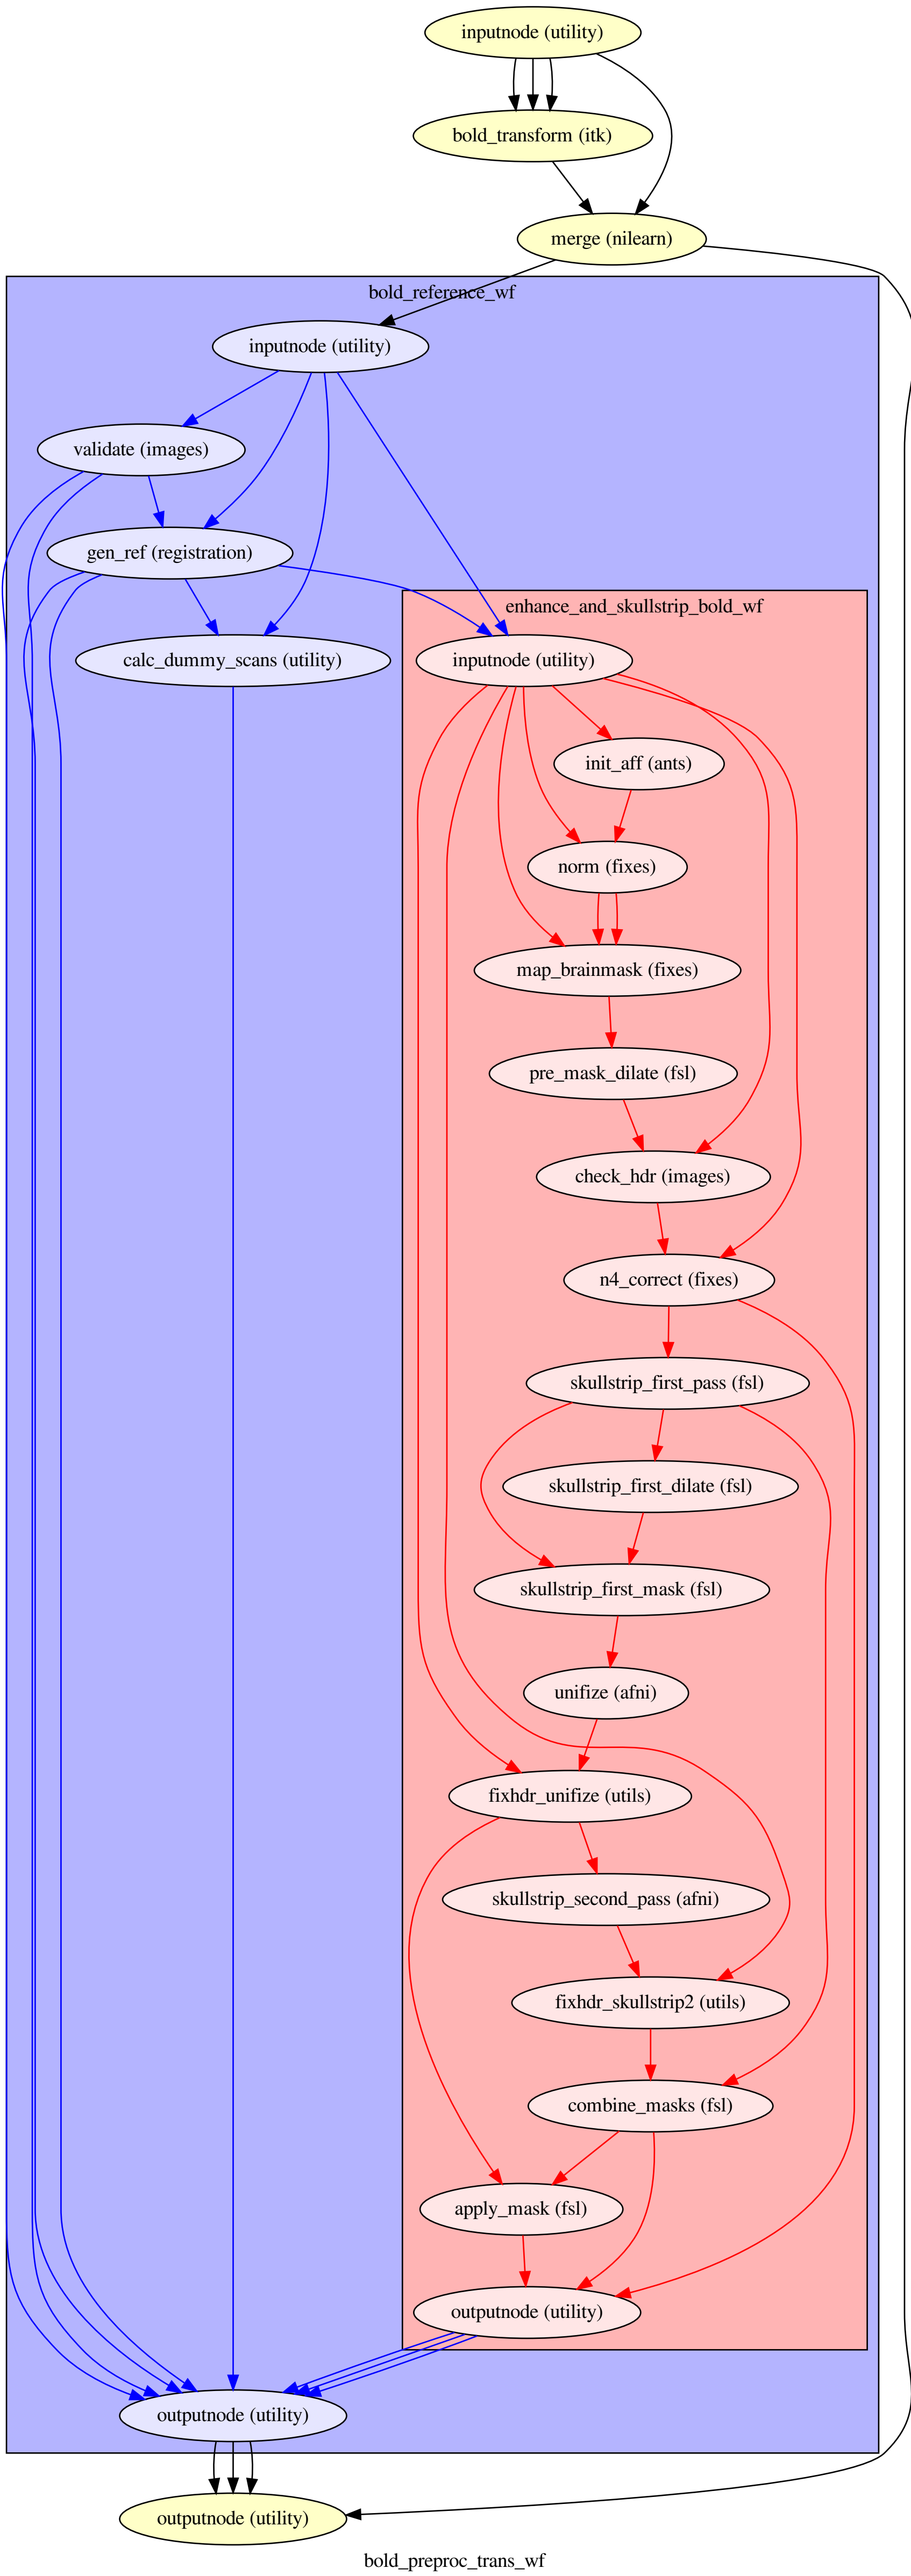 inputnode (utility)
bold_transform (itk)
merge (nilearn)
bold_reference_wf
inputnode (utility)
validate (images)
gen_ref (registration)
enhance_and_skullstrip_bold_wf
calc_dummy_scans (utility)
inputnode (utility)
init_aff (ants)
norm (fixes)
map_brainmask (fixes)
pre_mask_dilate (fsl)
check_hdr (images)
n4_correct (fixes)
skullstrip_first_pass (fsl)
skullstrip_first_dilate (fsl)
skullstrip_first_mask (fsl)
unifize (afni)
fixhdr_unifize (utils)
skullstrip_second_pass (afni)
fixhdr_skullstrip2 (utils)
combine_masks (fsl)
apply_mask (fsl)
outputnode (utility)
outputnode (utility)
outputnode (utility)
bold_preproc_trans_wf